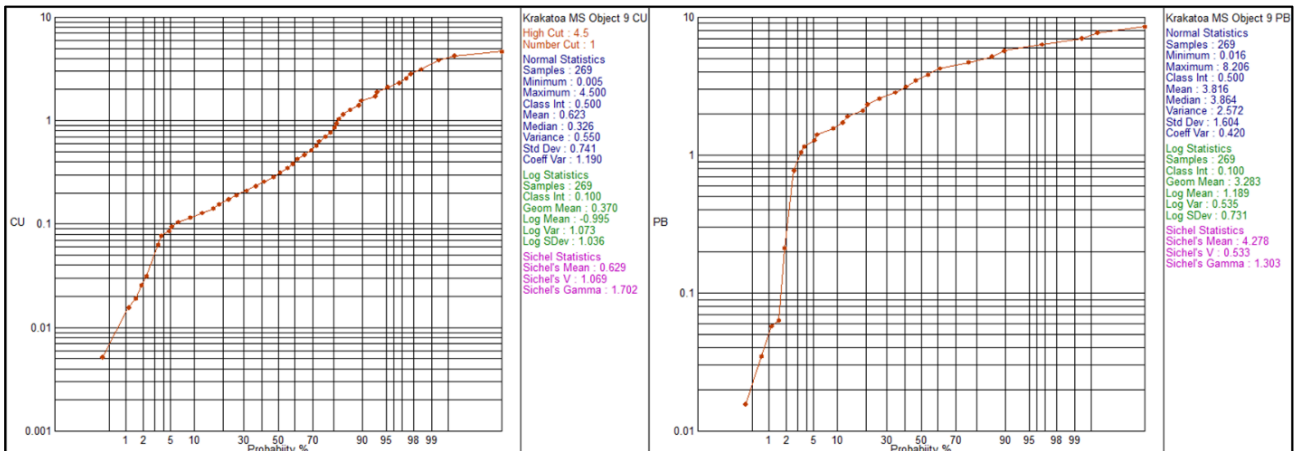 10
1
0.1
0.01
0.001
CU
1 2 5 10 30 50 70 90 95 98 99
Probability %
Krakatoa MS Object 9 CU
High Cut : 4.5
Number Cut : 1
Normal Statistics
Samples : 269
Minimum : 0.005
Maximum : 4.500
Class Int : 0.500
Mean : 0.623
Median : 0.326
Variance : 0.550
Std Dev : 0.741
Coeff Var : 1.190
Log Statistics
Samples : 269
Class Int : 0.100
Geom Mean : 0.370
Log Mean : -0.995
Log Var : 1.073
Log SDev : 1.036
Sichel Statistics
Sichel's Mean : 0.629
Sichel's V : 1.069
Sichel's Gamma : 1.702
10
1
0.1
0.01
PB
1 2 5 10 30 50 70 90 95 98 99
Probability %
Krakatoa MS Object 9 PB
Normal Statistics
Samples : 269
Minimum : 0.016
Maximum : 8.206
Class Int : 0.500
Mean : 3.816
Median : 3.864
Variance : 2.572
Std Dev : 1.604
Coeff Var : 0.420
Log Statistics
Samples : 269
Class Int : 0.100
Geom Mean : 3.283
Log Mean : 1.189
Log Var : 0.535
Log SDev : 0.731
Sichel Statistics
Sichel's Mean : 4.278
Sichel's V : 0.533
Sichel's Gamma : 1.303